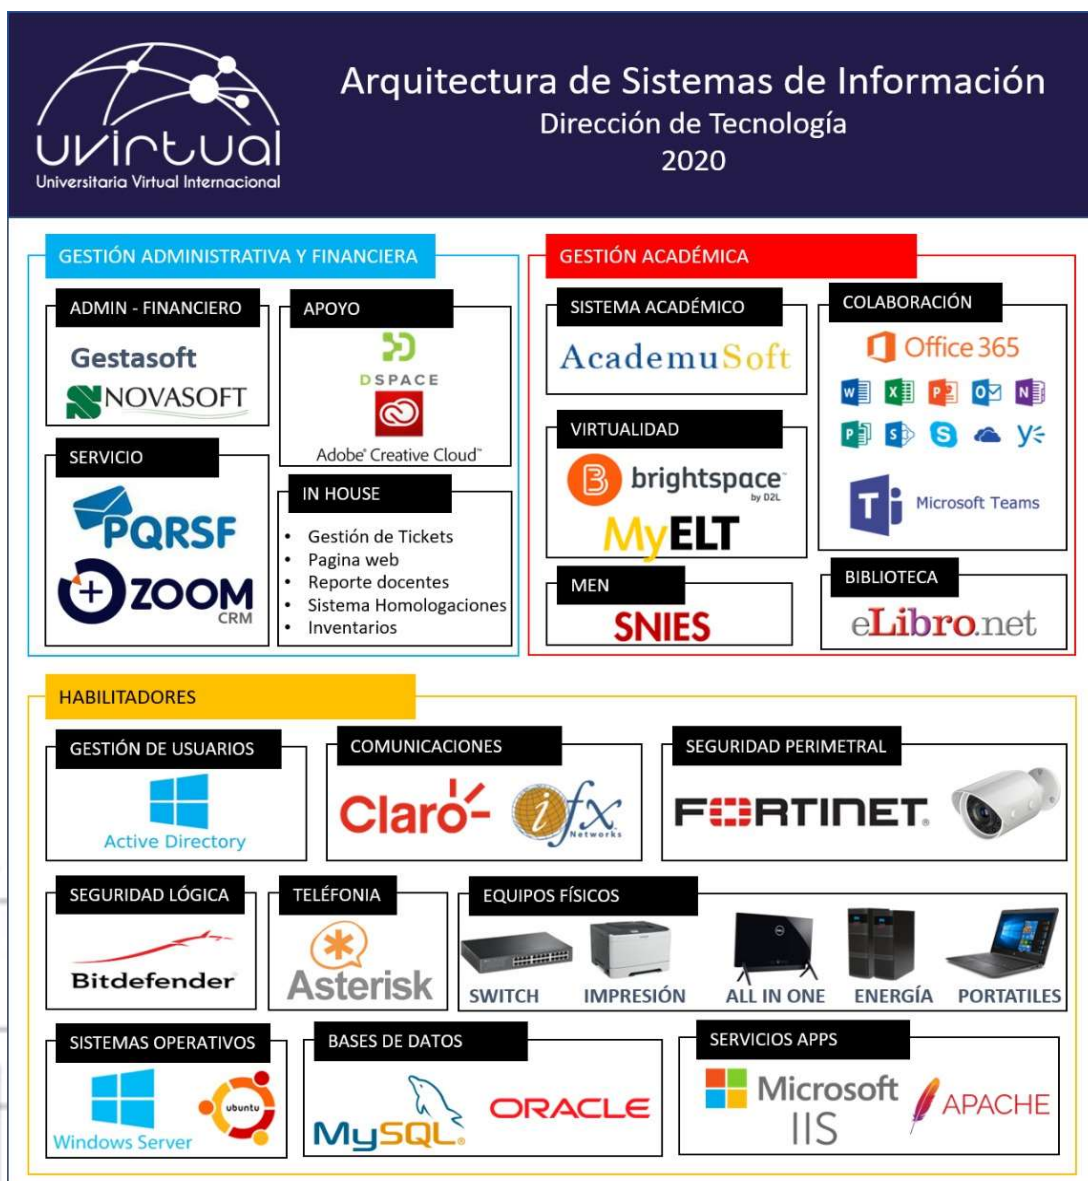 uvirtual
Universitaria Virtual Internacional
Arquitectura de Sistemas de Información
Dirección de Tecnología
2020
GESTIÓN ADMINISTRATIVA Y FINANCIERA
ADMIN - FINANCIERO
Gestasoft
NOVASOFT
APOYO
DSPACE
Adobe® Creative Cloud™
SERVICIO
PQRSF
ZOOM
CRM
IN HOUSE
• Gestión de Tickets
• Pagina web
• Reporte docentes
• Sistema Homologaciones
• Inventarios
GESTIÓN ACADÉMICA
SISTEMA ACADÉMICO
AcademuSoft
VIRTUALIDAD
B brightspace™
by D2L
MyELT
MEN
SNIES
COLABORACIÓN
Office 365
W X P O N
P S S y
T Microsoft Teams
BIBLIOTECA
eLibro.net
HABILITADORES
GESTIÓN DE USUARIOS
Active Directory
COMUNICACIONES
Claro
ifx
Networks
SEGURIDAD PERIMETRAL
FORTINET®
SEGURIDAD LÓGICA
Bitdefender
TELÉFONIA
Asterisk
EQUIPOS FÍSICOS
SWITCH IMPRESIÓN ALL IN ONE ENERGÍA PORTATILES
SISTEMAS OPERATIVOS
Windows Server
ubuntu
BASES DE DATOS
MySQL®
ORACLE
SERVICIOS APPS
Microsoft
IIS
APACHE